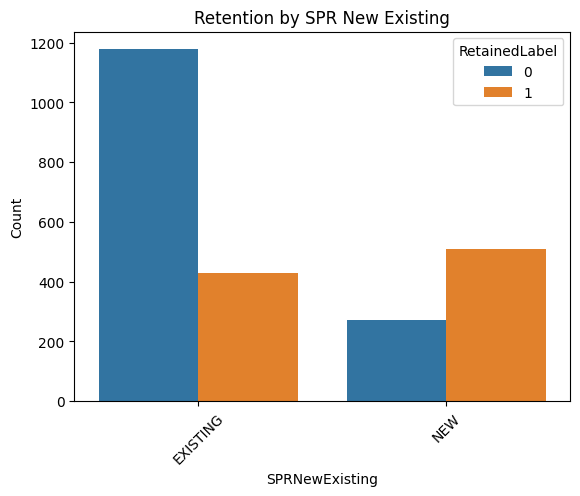 Retention by SPR New Existing
RetainedLabel
0
1
1200
1000
800
600
400
200
0
Count
EXISTING
NEW
SPRNewExisting